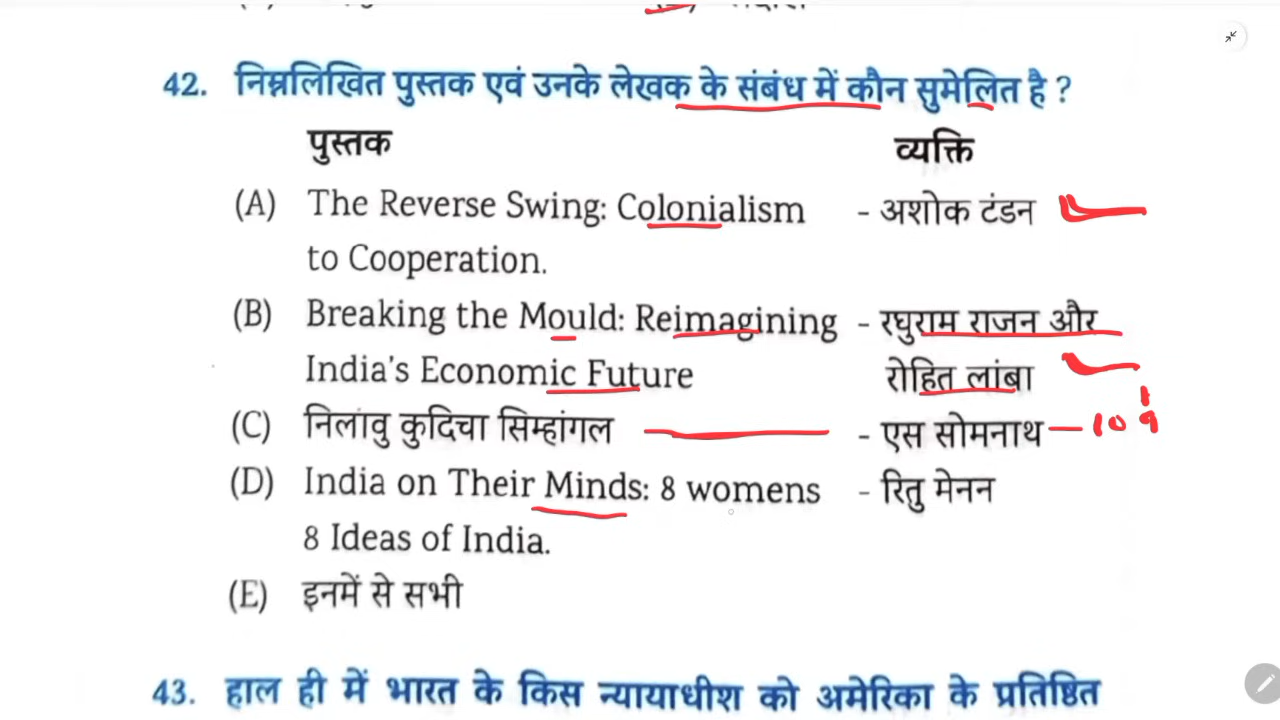 42. निम्नलिखित पुस्तक एवं उनके लेखक के संबंध में कौन सुमेलित है ?
पुस्तक व्यक्ति
(A) The Reverse Swing: Colonialism - अशोक टंडन
to Cooperation.
(B) Breaking the Mould: Reimagining - रघुराम राजन और
India's Economic Future रोहित लांबा
(C) निलांवु कुदिचा सिम्हांगल - एस सोमनाथ — 109
(D) India on Their Minds: 8 womens - रितु मेनन
8 Ideas of India.
(E) इनमें से सभी
43. हाल ही में भारत के किस न्यायाधीश को अमेरिका के प्रतिष्ठित